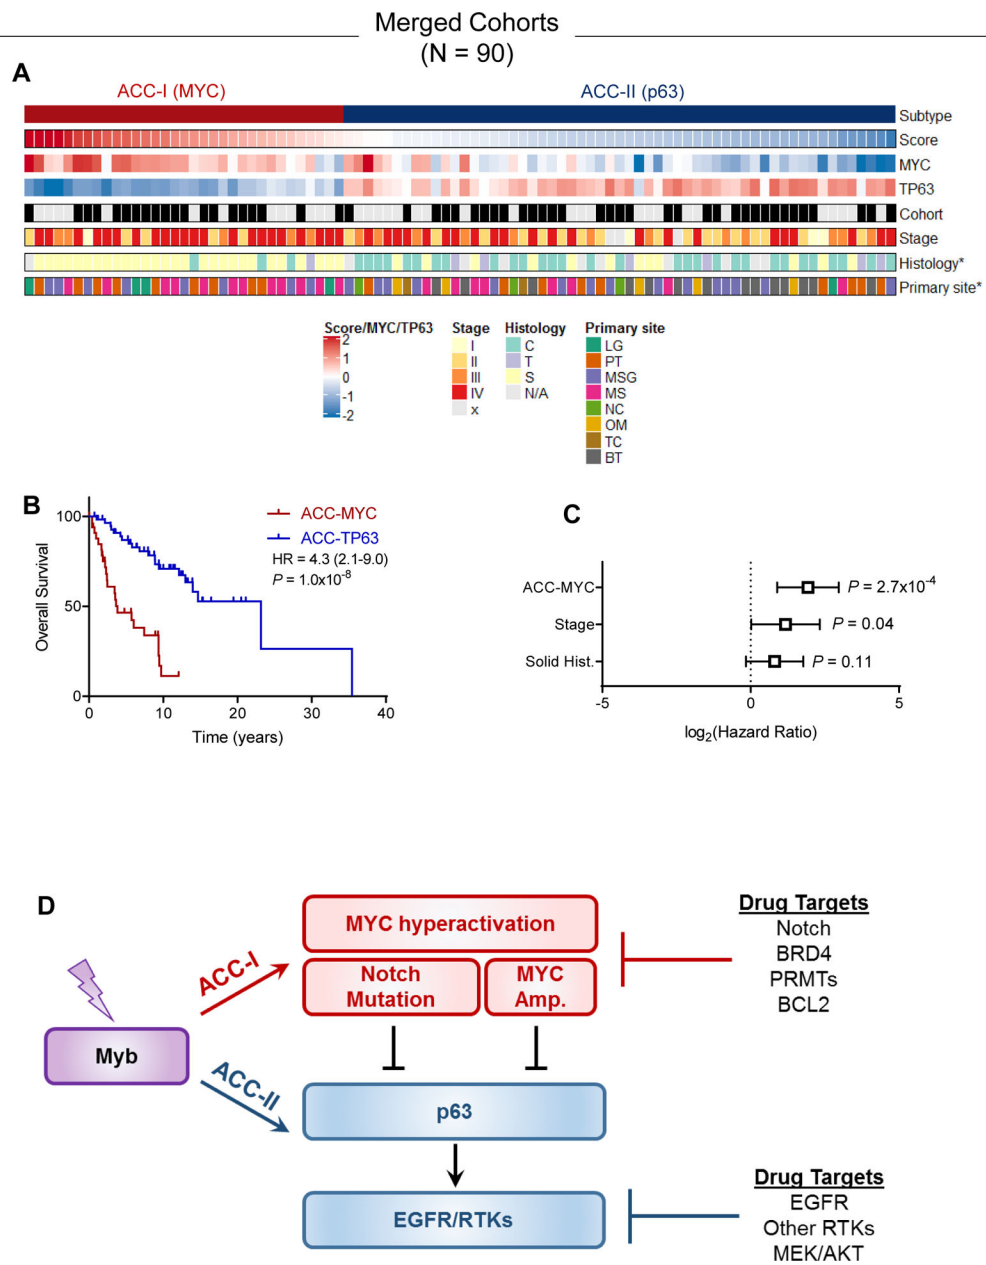 Merged Cohorts
(N = 90)
A
ACC-I (MYC)
ACC-II (p63)
Subtype
Score
MYC
TP63
Cohort
Stage
Histology*
Primary site*
Score/MYC/TP63
2
1
0
-1
-2
Stage
I
II
III
IV
x
Histology
C
T
S
N/A
Primary site
LG
PT
MSG
MS
NC
OM
TC
BT
B
ACC-MYC
ACC-TP63
HR = 4.3 (2.1-9.0)
P = 1.0x10⁻⁸
Overall Survival
100
50
0
0 10 20 30 40
Time (years)
C
ACC-MYC
P = 2.7x10⁻⁴
Stage
P = 0.04
Solid Hist.
P = 0.11
-5 0 5
log₂(Hazard Ratio)
D
Myb
ACC-I
ACC-II
MYC hyperactivation
Notch
Mutation
MYC
Amp.
p63
EGFR/RTKs
Drug Targets
Notch
BRD4
PRMTs
BCL2
Drug Targets
EGFR
Other RTKs
MEK/AKT